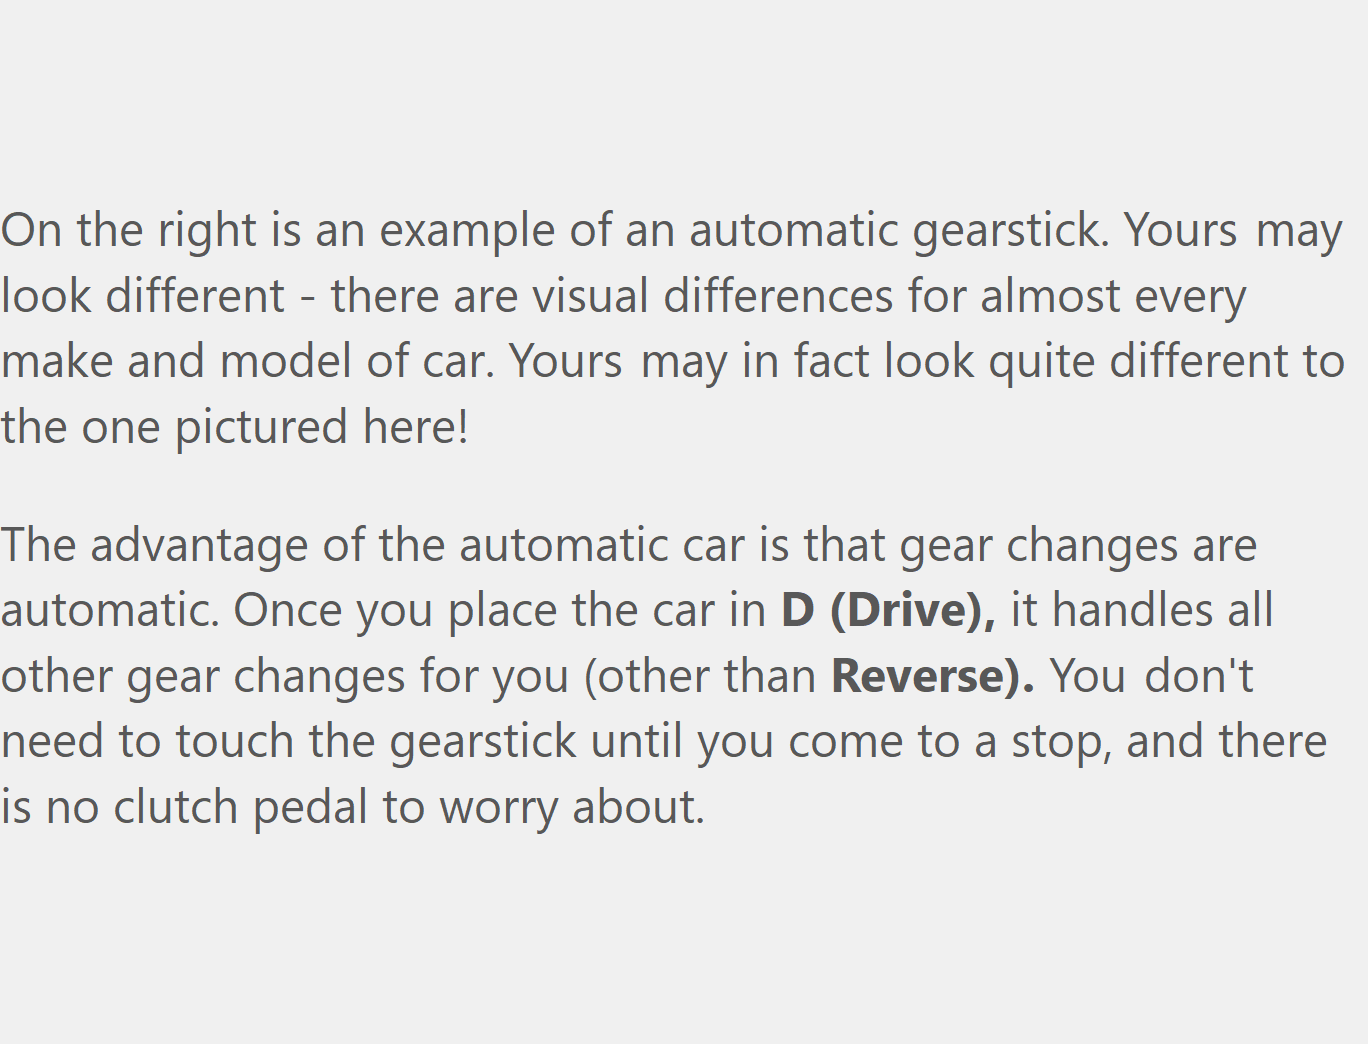 On the right is an example of an automatic gearstick. Yours may
look different - there are visual differences for almost every
make and model of car. Yours may in fact look quite different to
the one pictured here!
The advantage of the automatic car is that gear changes are
automatic. Once you place the car in D (Drive), it handles all
other gear changes for you (other than Reverse). You don't
need to touch the gearstick until you come to a stop, and there
is no clutch pedal to worry about.